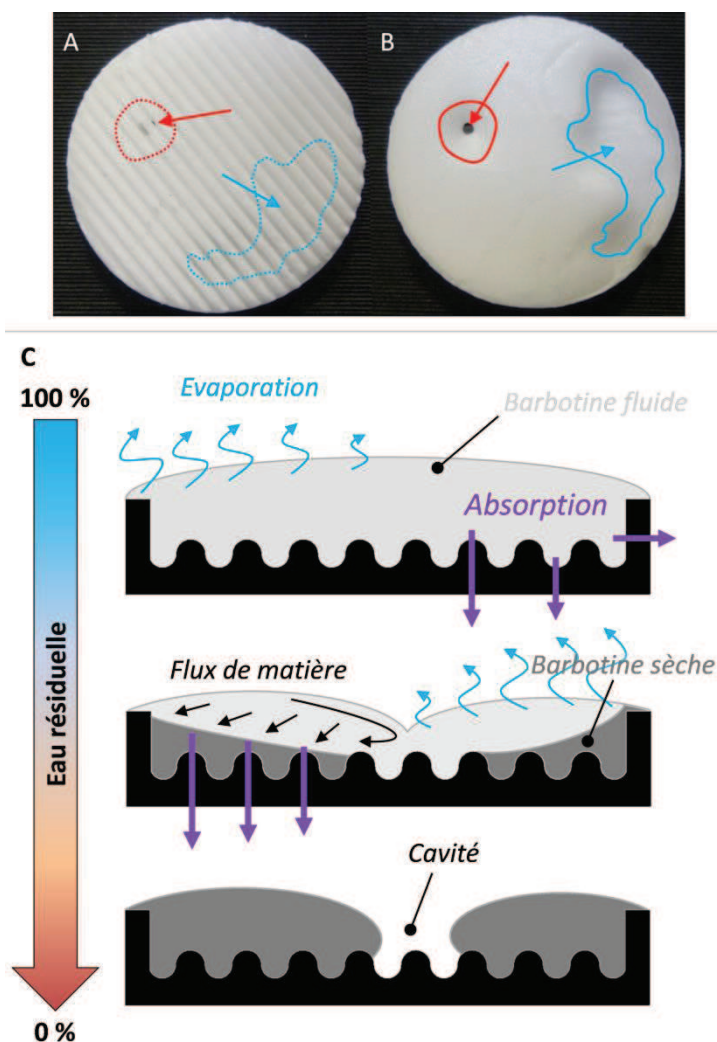 A
B
C
100 %
Evaporation
Barbotine fluide
Absorption
Eau résiduelle
Flux de matière
Barbotine sèche
Cavité
0 %